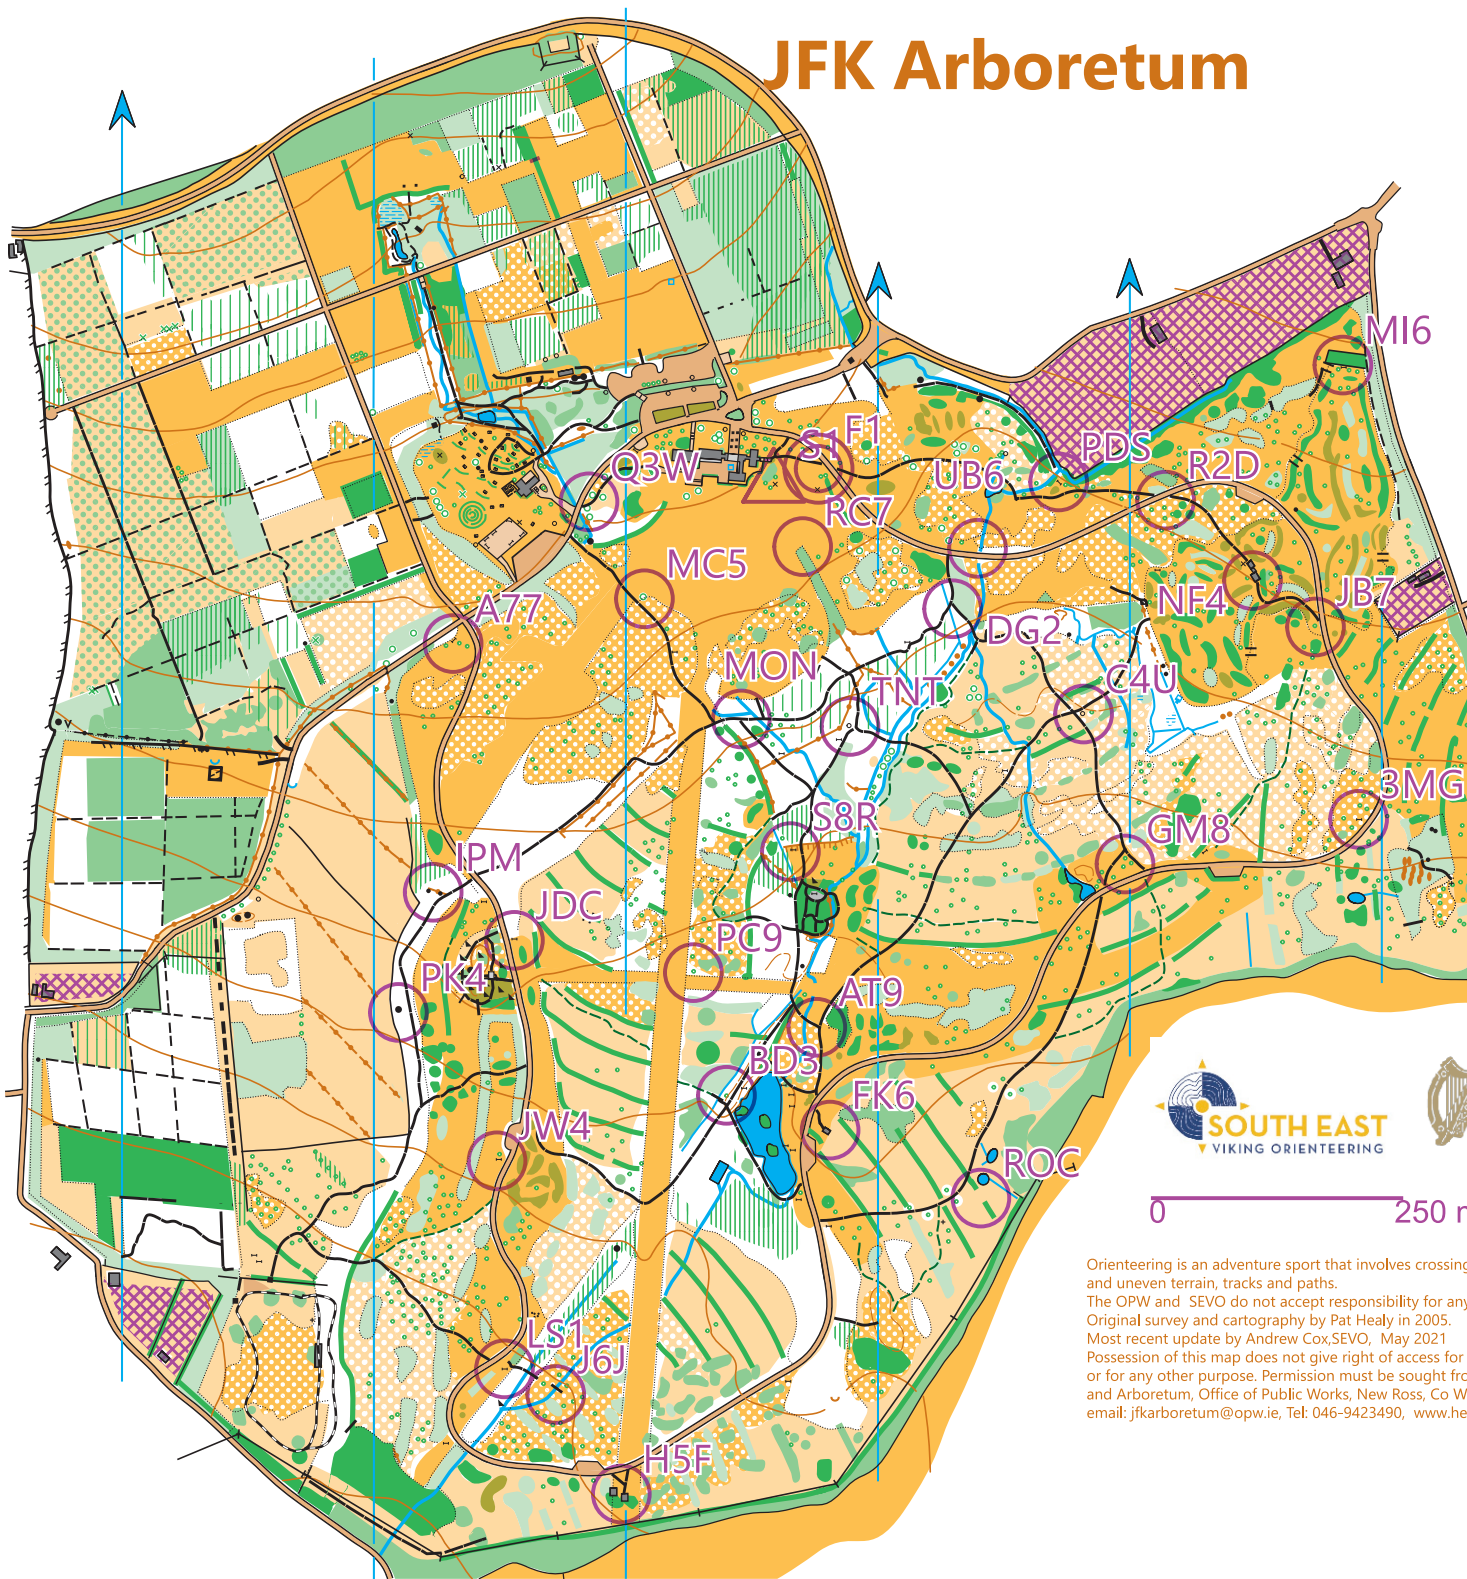 JFK Arboretum
MI6
F1
S1
PDS
Q3W
UB6
R2D
RC7
MC5
NF4
JB7
A77
DG2
MON
TNT
C4U
3MG
S8R
GM8
IPM
JDC
PC9
PK4
AT9
BD3
FK6
JW4
ROC
SOUTH EAST
VIKING ORIENTEERING
0 250 m
Orienteering is an adventure sport that involves crossing
and uneven terrain, tracks and paths.
The OPW and SEVO do not accept responsibility for any
Original survey and cartography by Pat Healy in 2005.
Most recent update by Andrew Cox,SEVO, May 2021
Possession of this map does not give right of access for
or for any other purpose. Permission must be sought fro
and Arboretum, Office of Public Works, New Ross, Co W
email: jfkarboretum@opw.ie, Tel: 046-9423490, www.he
LS1
J6J
H5F